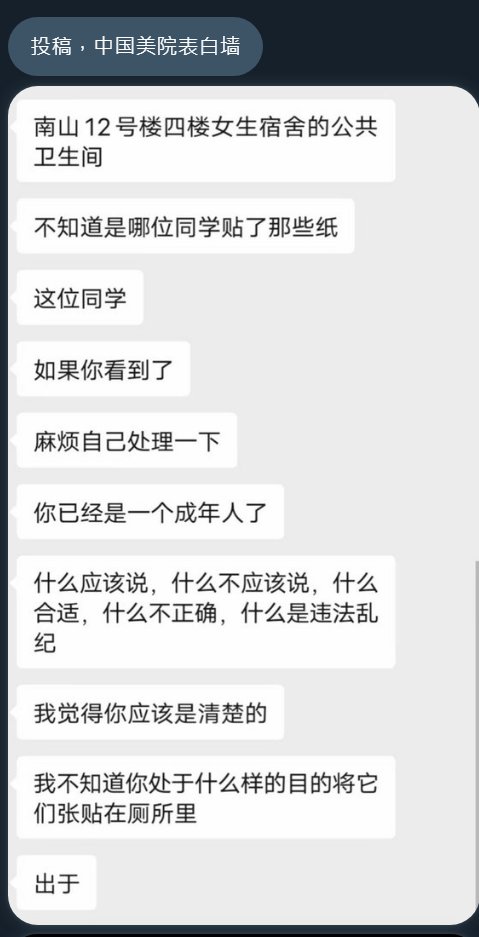 投稿，中国美院表白墙
南山 12 号楼四楼女生宿舍的公共
卫生间
不知道是哪位同学贴了那些纸
这位同学
如果你看到了
麻烦自己处理一下
你已经是一个成年人了
什么应该说，什么不应该说，什么
合适，什么不正确，什么是违法乱
纪
我觉得你应该是清楚的
我不知道你处于什么样的目的将它
们张贴在厕所里
出于